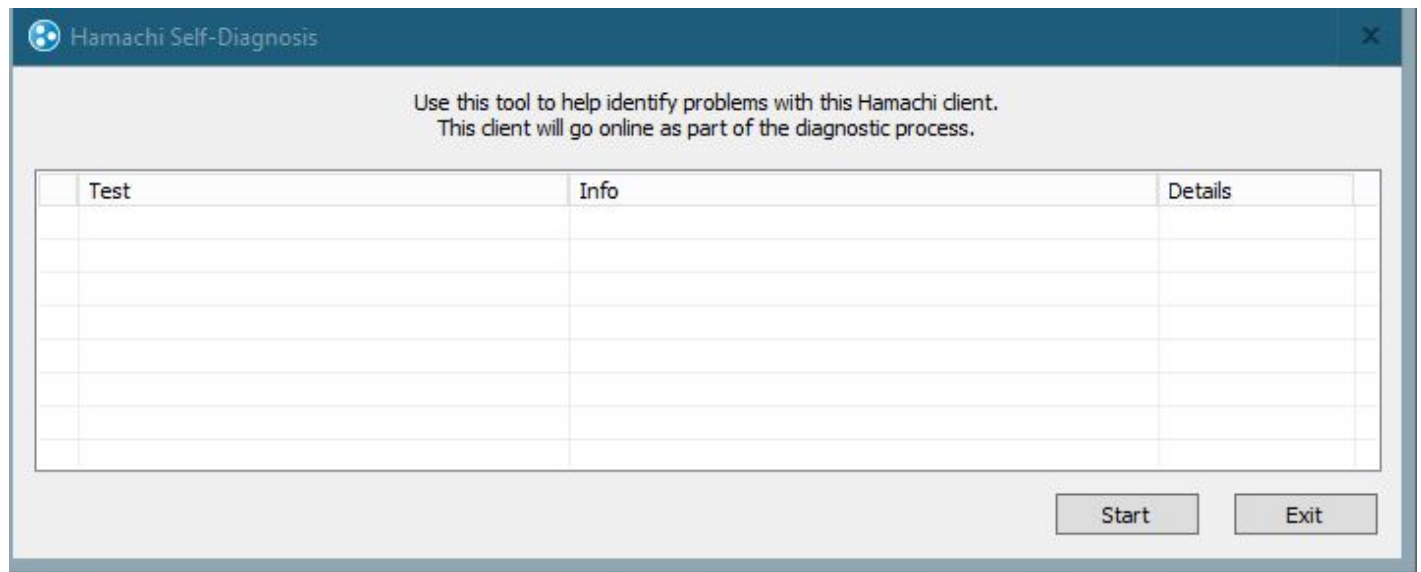 Hamachi Self-Diagnosis
Use this tool to help identify problems with this Hamachi client.
This client will go online as part of the diagnostic process.
Test Info Details
Start Exit